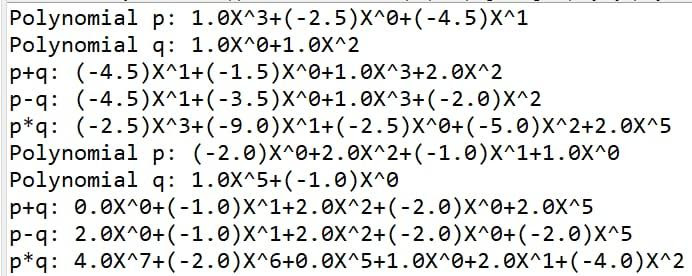 Polynomial p: 1.0X^3+(-2.5)X^0+(-4.5)X^1
Polynomial q: 1.0X^0+1.0X^2
p+q: (-4.5)X^1+(-1.5)X^0+1.0X^3+2.0X^2
p-q: (-4.5)X^1+(-3.5)X^0+1.0X^3+(-2.0)X^2
p*q: (-2.5)X^3+(-9.0)X^1+(-2.5)X^0+(-5.0)X^2+2.0X^5
Polynomial p: (-2.0)X^0+2.0X^2+(-1.0)X^1+1.0X^0
Polynomial q: 1.0X^5+(-1.0)X^0
p+q: 0.0X^0+(-1.0)X^1+2.0X^2+(-2.0)X^0+2.0X^5
p-q: 2.0X^0+(-1.0)X^1+2.0X^2+(-2.0)X^0+(-2.0)X^5
p*q: 4.0X^7+(-2.0)X^6+0.0X^5+1.0X^0+2.0X^1+(-4.0)X^2